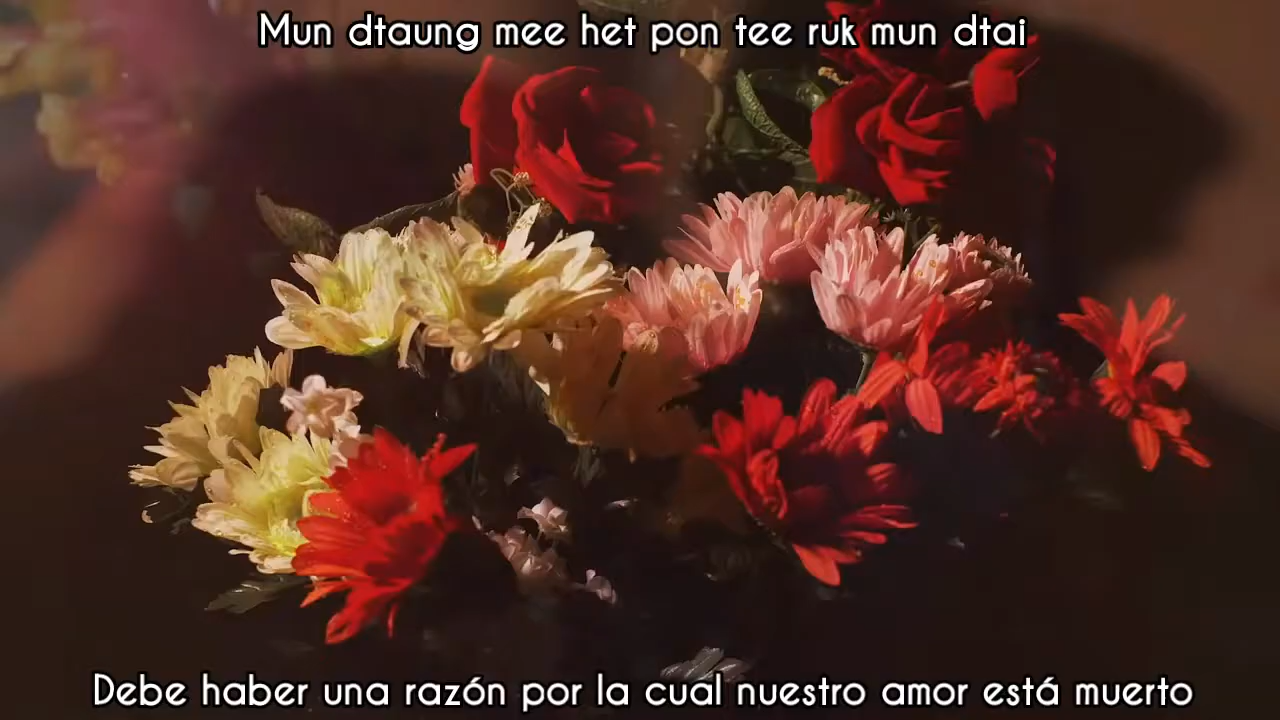 Mun dtaung mee het pon tee ruk mun dtai
Debe haber una razón por la cual nuestro amor está muerto